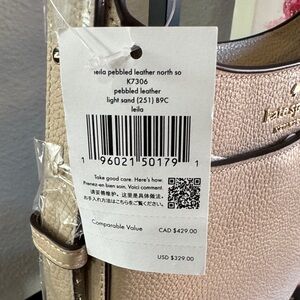 leila pebbled leather north so
K7306
pebbled leather
light sand (251) B9C
leila
1 96021 50179 1
Take good care. Here's how.
Prenez-en bien soin. Voici comment.
请妥善维护。这里是具体做法
お手入れ方法はこちらをご覧ください。
Comparable Value
CAD $429.00
USD $329.00